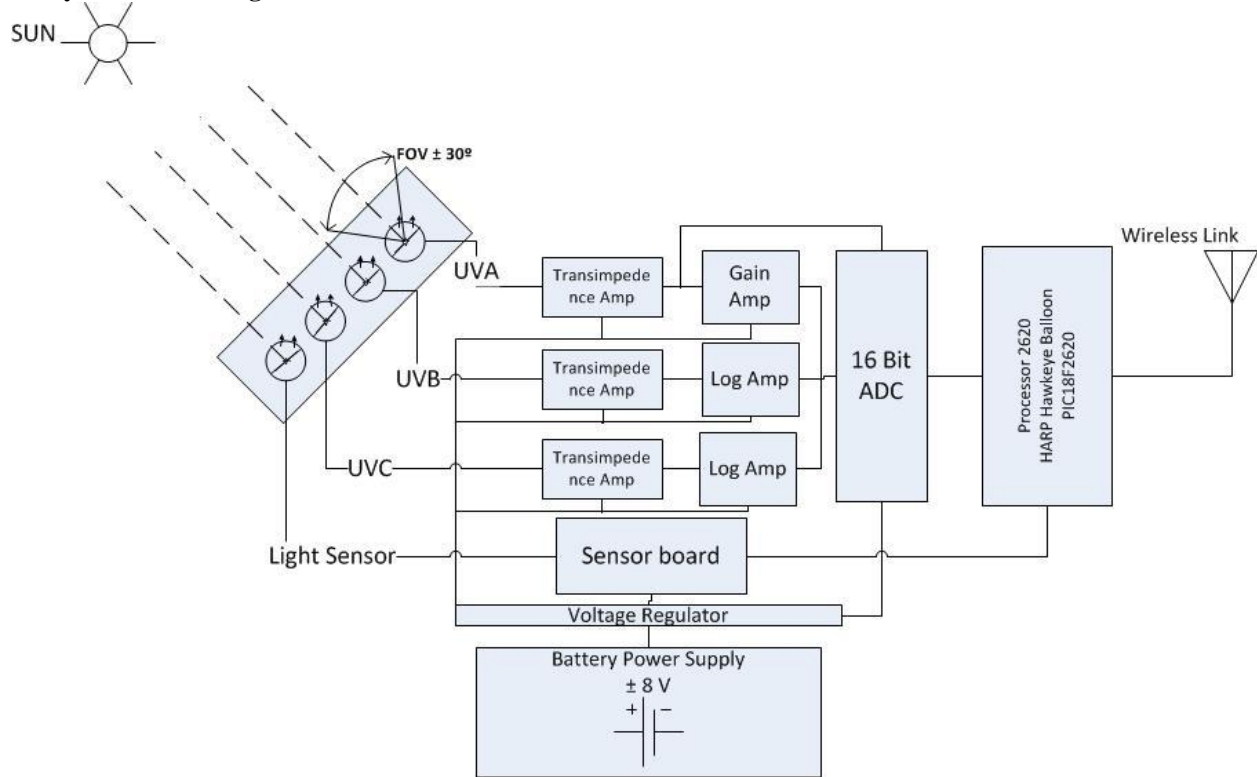 SUN
FOV ± 30º
Wireless Link
UVA
Transimpede
nce Amp
Gain
Amp
UVB
Transimpede
nce Amp
Log Amp
16 Bit
ADC
Processor 2620
HARP Hawkeye Balloon
PIC18F2620
UVC
Transimpede
nce Amp
Log Amp
Light Sensor
Sensor board
Voltage Regulator
Battery Power Supply
± 8 V
+ −